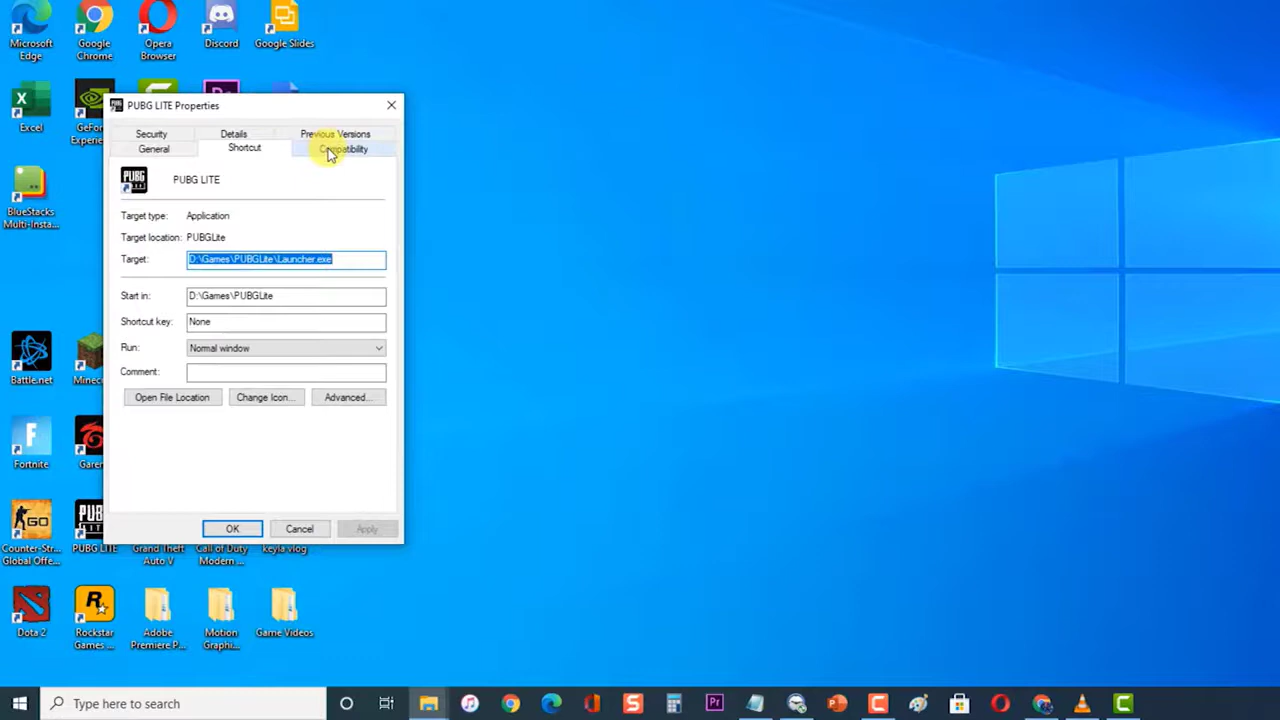 Microsoft
Edge
Google
Chrome
Opera
Browser
Discord
Google Slides
Excel
GeFor
Experien
BlueStacks
Multi-Insta...
Battle.net
Minec
Fortnite
Garer
Counter-Str...
Global Offe...
PUBG LITE
Grand Theft
Auto V
Call of Duty
Modern ...
keyla vlog
Dota 2
Rockstar
Games ...
Adobe
Premiere P...
Motion
Graphi...
Game Videos
PUBG LITE Properties
Security
Details
Previous Versions
General
Shortcut
Compatibility
PUBG LITE
Target type:
Application
Target location:
PUBGLite
Target:
D:\Games\PUBGLite\Launcher.exe
Start in:
D:\Games\PUBGLite
Shortcut key:
None
Run:
Normal window
Comment:
Open File Location
Change Icon...
Advanced...
OK
Cancel
Apply
Type here to search